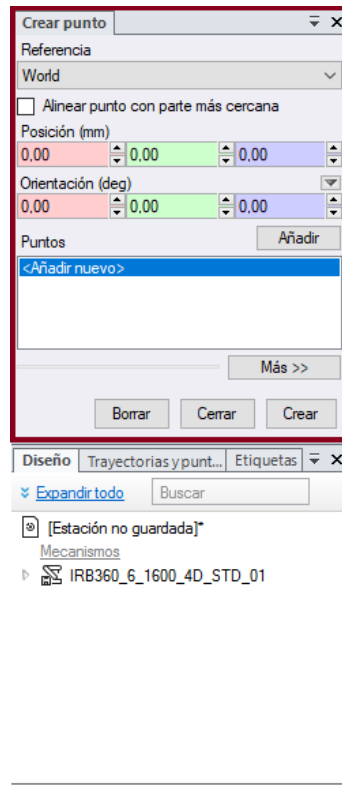 Crear punto
Referencia
World
Alinear punto con parte más cercana
Posición (mm)
0,00 0,00 0,00
Orientación (deg)
0,00 0,00 0,00
Puntos Añadir
<Añadir nuevo>
Más >>
Borrar Cerrar Crear
Diseño Trayectorias y punt... Etiquetas
Expandir todo Buscar
[Estación no guardada]*
Mecanismos
IRB360_6_1600_4D_STD_01